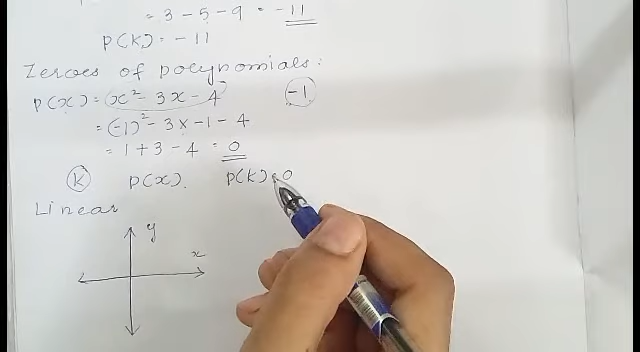 = 3 - 5 - 9 = -11
P(K) = -11
Zeroes of polynomials:
P(x) = (x² - 3x - 4) -1
= (-1)² - 3x - 1 - 4
= 1 + 3 - 4 = 0
K P(x). P(K) = 0
Linear
y
x